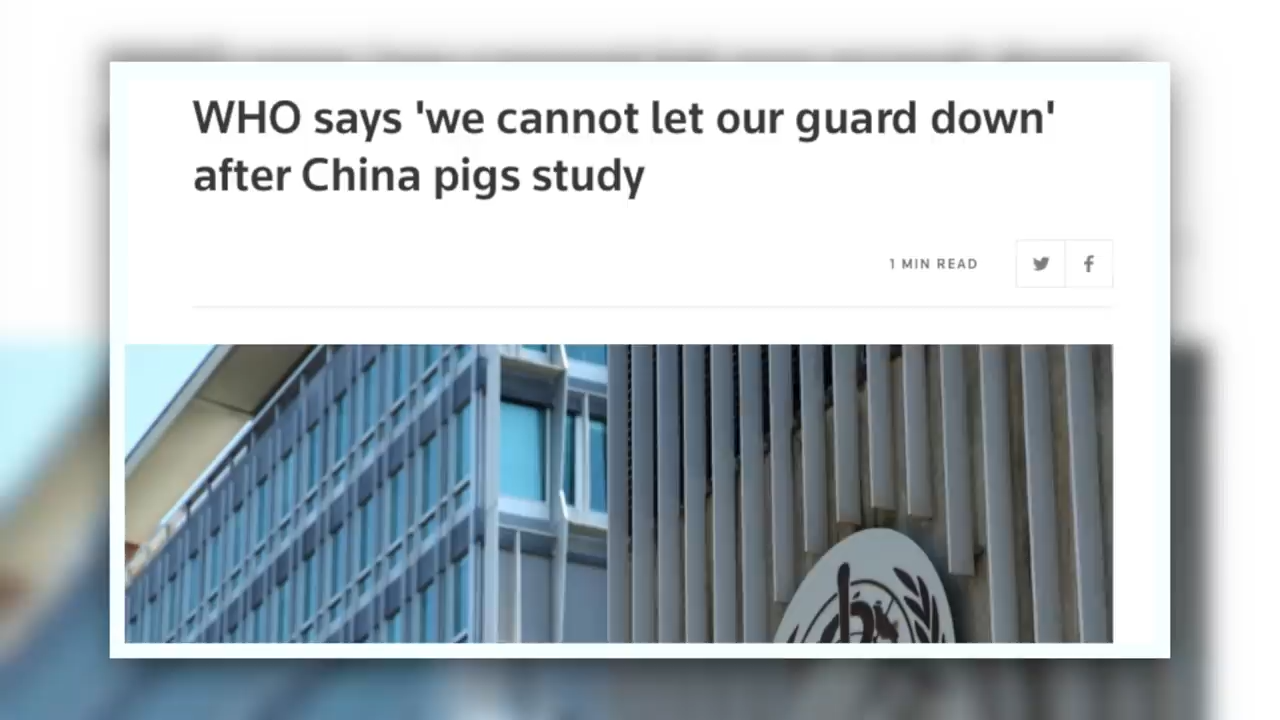 WHO says 'we cannot let our guard down'
after China pigs study
1 MIN READ